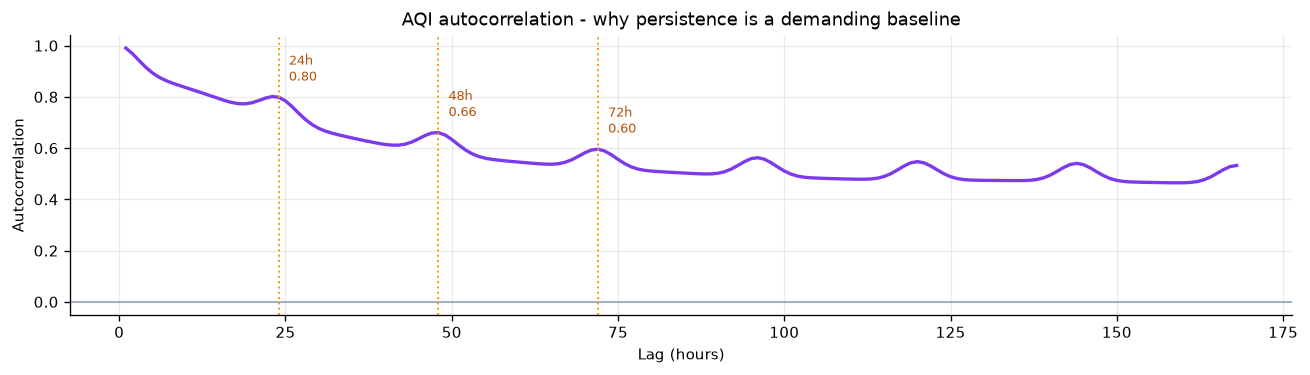 AQI autocorrelation - why persistence is a demanding baseline
1.0
0.8
0.6
0.4
0.2
0.0
Autocorrelation
24h
0.80
48h
0.66
72h
0.60
0 25 50 75 100 125 150 175
Lag (hours)